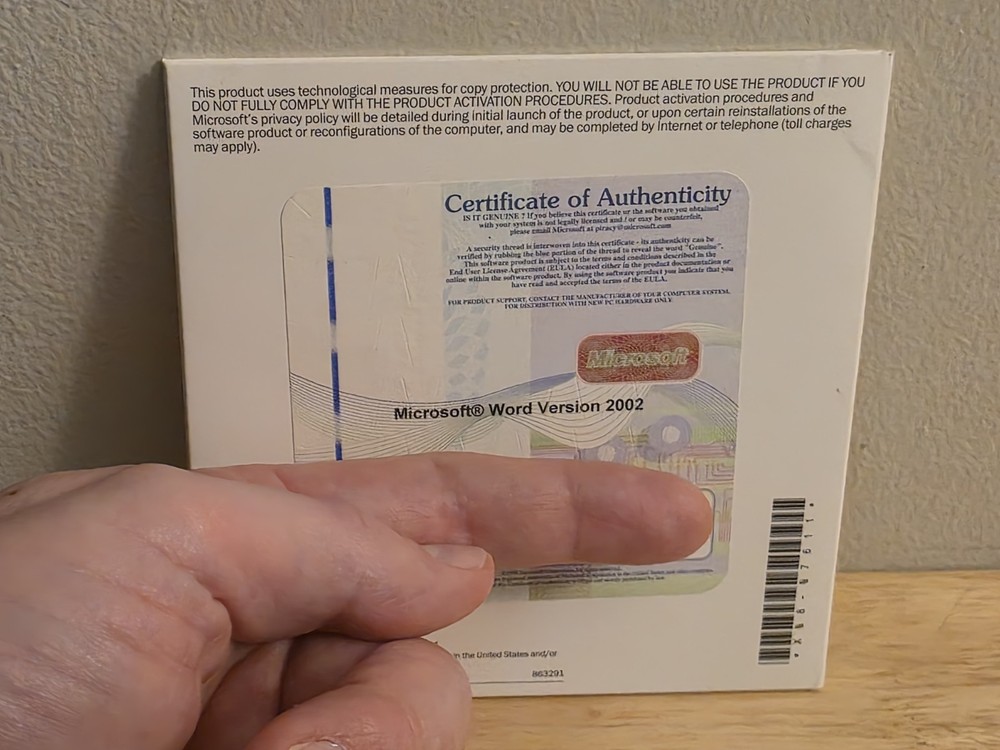 This product uses technological measures for copy protection. YOU WILL NOT BE ABLE TO USE THE PRODUCT IF YOU
DO NOT FULLY COMPLY WITH THE PRODUCT ACTIVATION PROCEDURES. Product activation procedures and
Microsoft's privacy policy will be detailed during initial launch of the product, or upon certain reinstallations of the
software product or reconfigurations of the computer, and may be completed by Internet or telephone (toll charges
may apply).
Certificate of Authenticity
IS IT GENUINE ? If you believe this certificate or the software you obtained
with your system is not legally licensed and / or may be counterfeit,
please email Microsoft at piracy@microsoft.com
A security thread is interwoven into this certificate - its authenticity can be
verified by rubbing the blue portion of the thread to reveal the word "Genuine".
This software product is subject to the terms and conditions described in the
End User License Agreement (EULA) located either in the product documentation or
online within the software product. By using the software product you indicate that you
have read and accepted the terms of the EULA.
FOR PRODUCT SUPPORT, CONTACT THE MANUFACTURER OF YOUR COMPUTER SYSTEM.
FOR DISTRIBUTION WITH NEW PC HARDWARE ONLY
Microsoft
Microsoft® Word Version 2002
in the United States and/or
863291